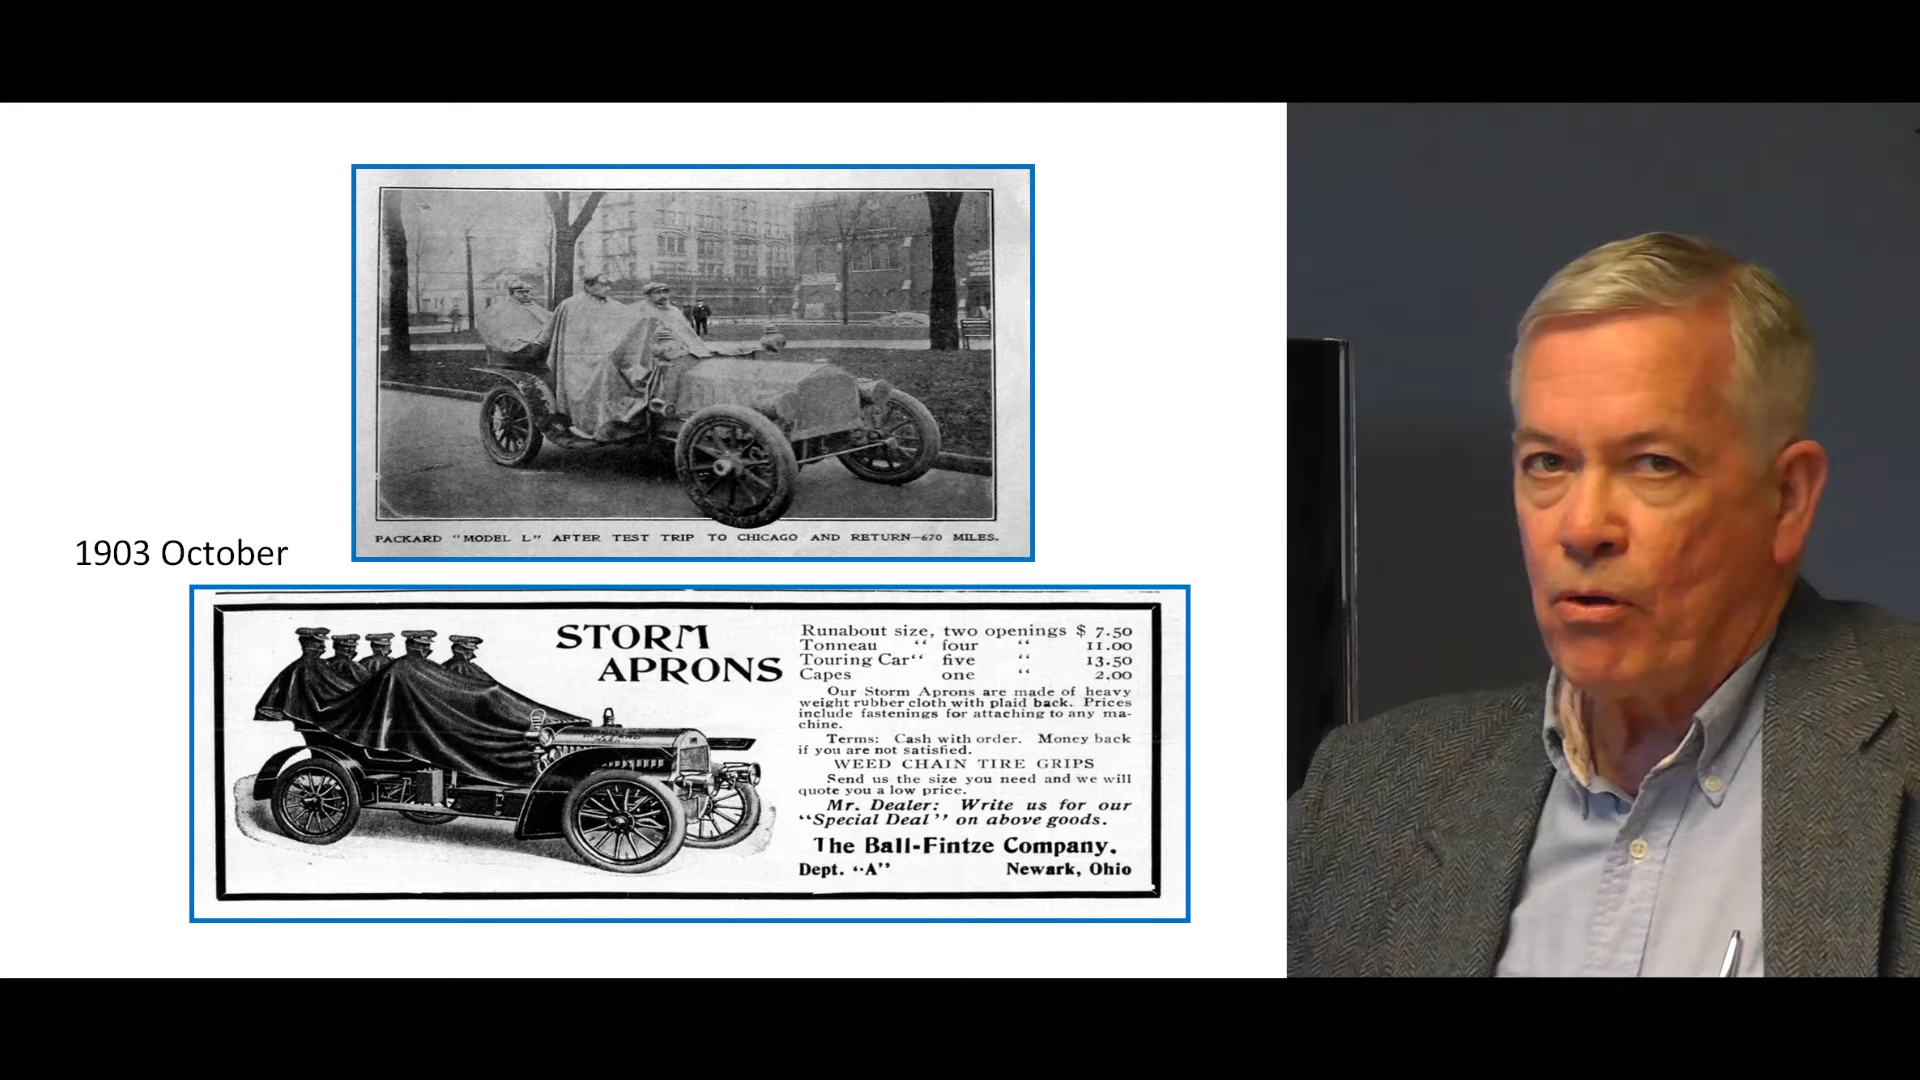 PACKARD "MODEL L" AFTER TEST TRIP TO CHICAGO AND RETURN—670 MILES.
1903 October
STORM
APRONS
Runabout size, two openings $ 7.50
Tonneau “ four “ 11.00
Touring Car“ five “ 13.50
Capes one “ 2.00
Our Storm Aprons are made of heavy
weight rubber cloth with plaid back. Prices
include fastenings for attaching to any ma-
chine.
Terms: Cash with order. Money back
if you are not satisfied.
WEED CHAIN TIRE GRIPS
Send us the size you need and we will
quote you a low price.
Mr. Dealer: Write us for our
“Special Deal” on above goods.
The Ball-Fintze Company.
Dept. “A” Newark, Ohio